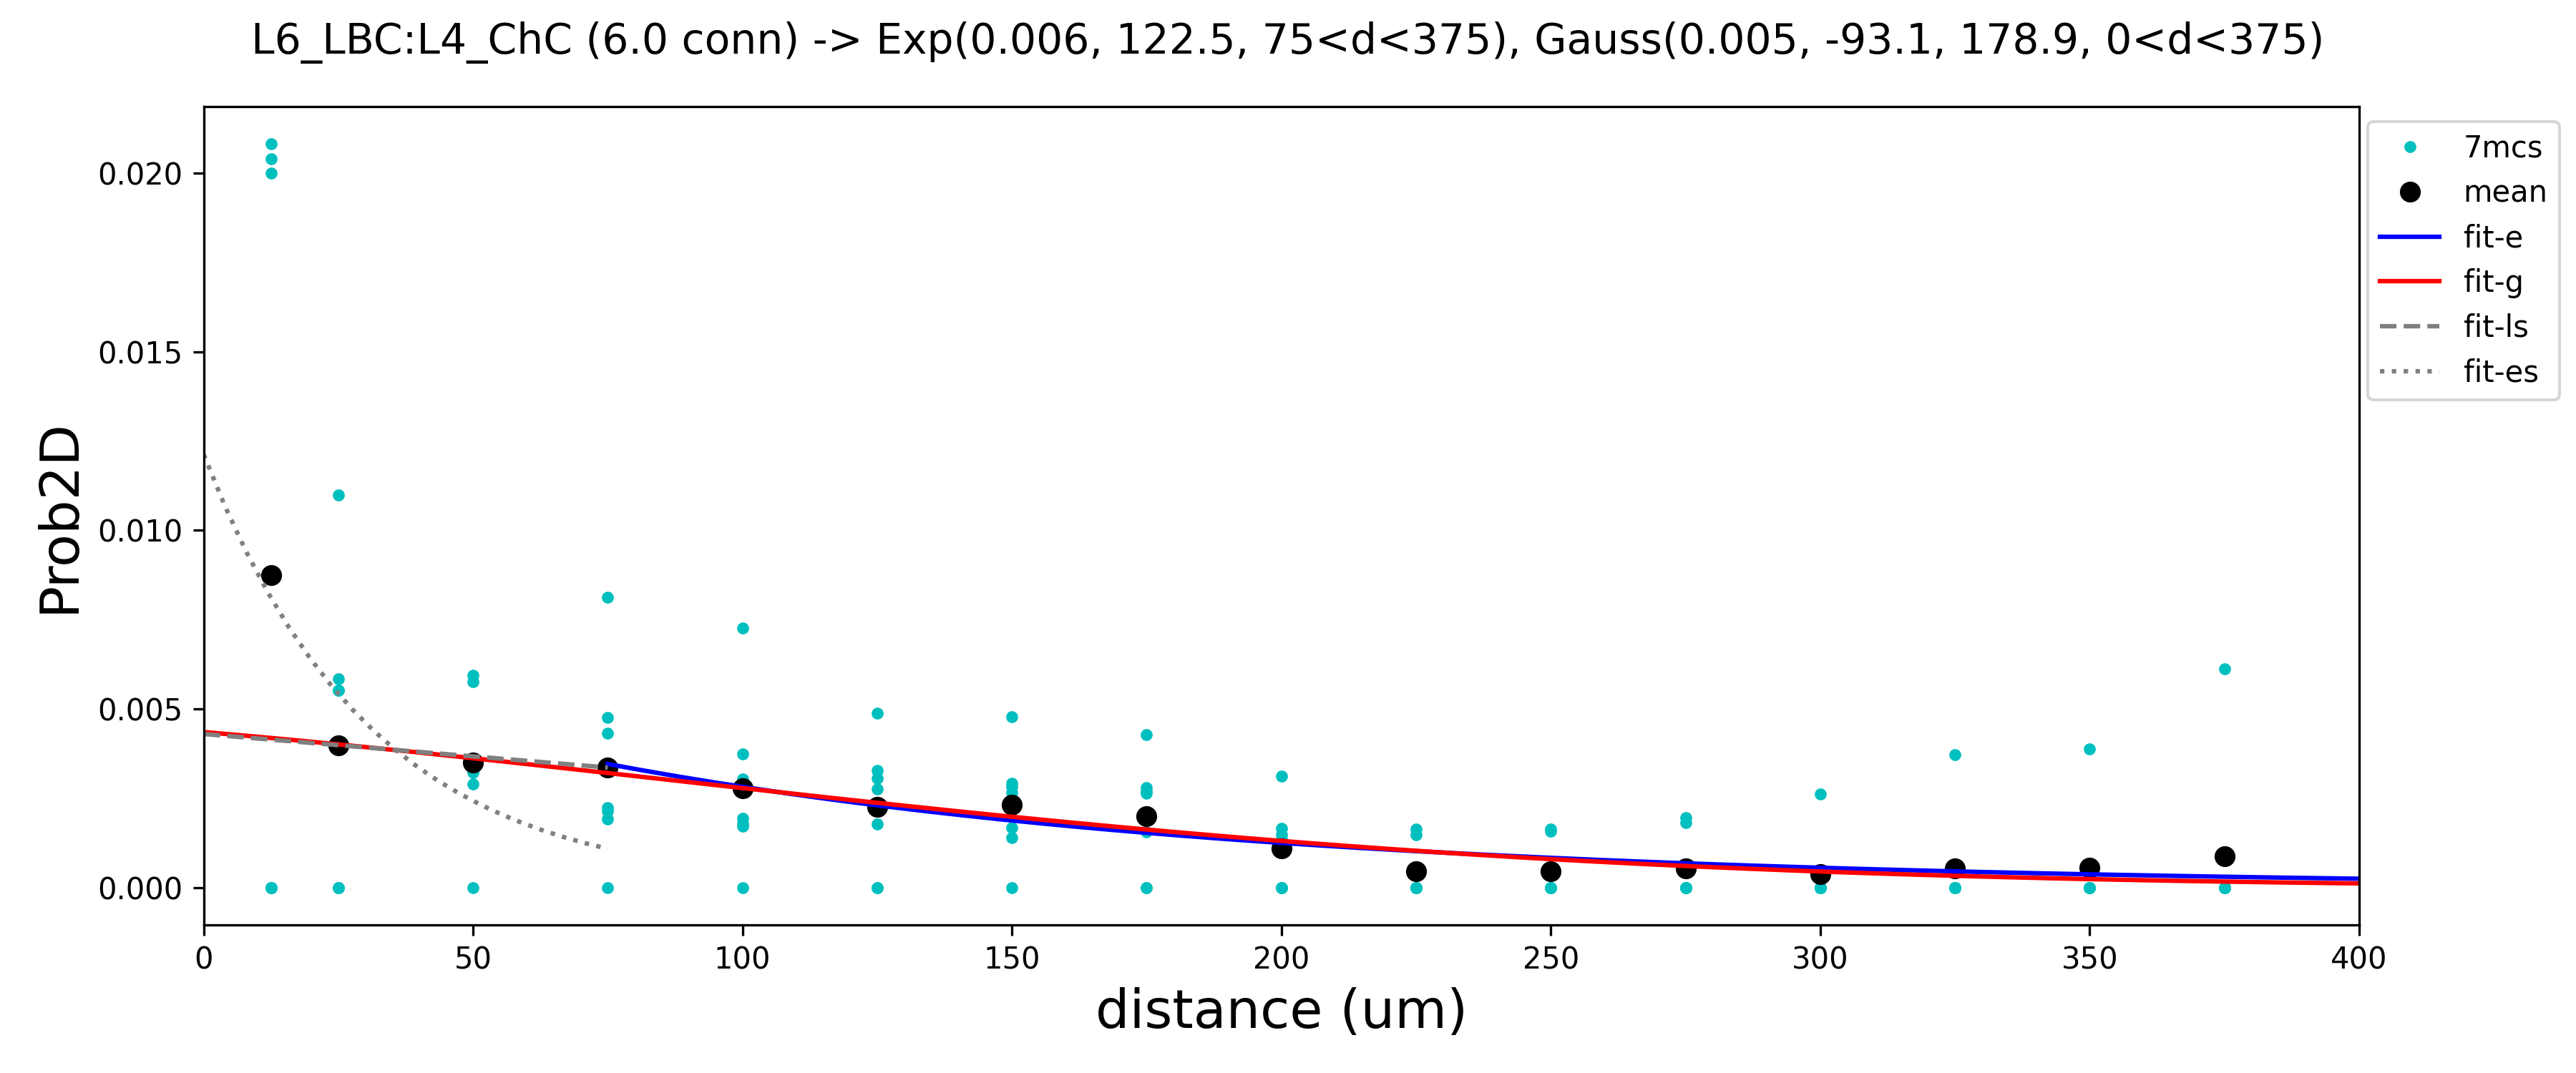 L6_LBC:L4_ChC (6.0 conn) -> Exp(0.006, 122.5, 75<d<375), Gauss(0.005, -93.1, 178.9, 0<d<375)
7mcs
mean
fit-e
fit-g
fit-ls
fit-es
Prob2D
0.020
0.015
0.010
0.005
0.000
0 50 100 150 200 250 300 350 400
distance (um)